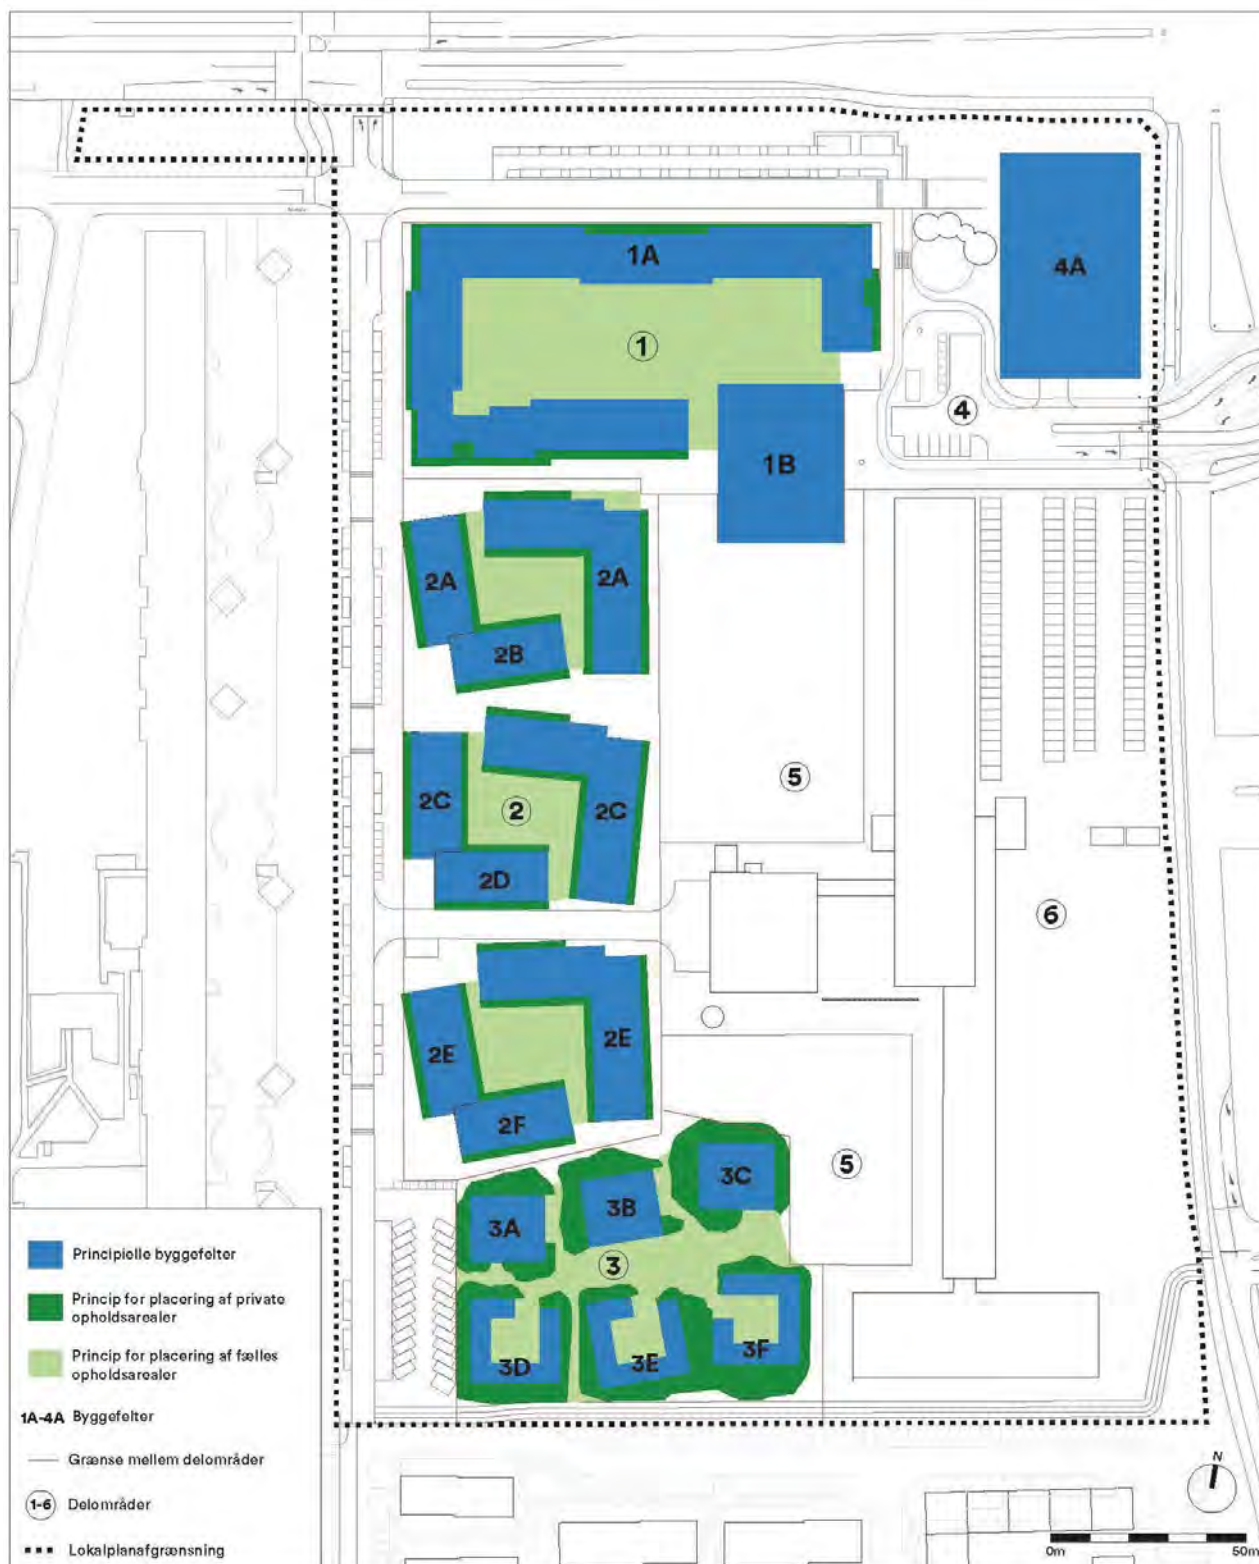 1A
4A
1
4
1B
2A
2A
2B
5
2C
2
2C
2D
6
2E
2E
2F
5
3C
3B
3A
3
3D
3E
3F
Principielle byggefelter
Princip for placering af private
opholdsarealer
Princip for placering af fælles
opholdsarealer
1A-4A Byggefelter
Grænse mellem delområder
1-6 Delområder
Lokalplanafgrænsning
N
0m 50m